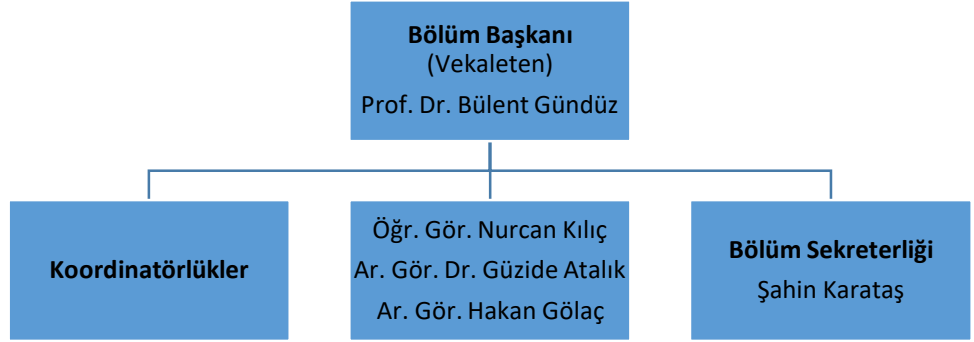 Bölüm Başkanı
(Vekaleten)
Prof. Dr. Bülent Gündüz
Koordinatörlükler
Öğr. Gör. Nurcan Kılıç
Ar. Gör. Dr. Güzide Atalık
Ar. Gör. Hakan Gölaç
Bölüm Sekreterliği
Şahin Karataş